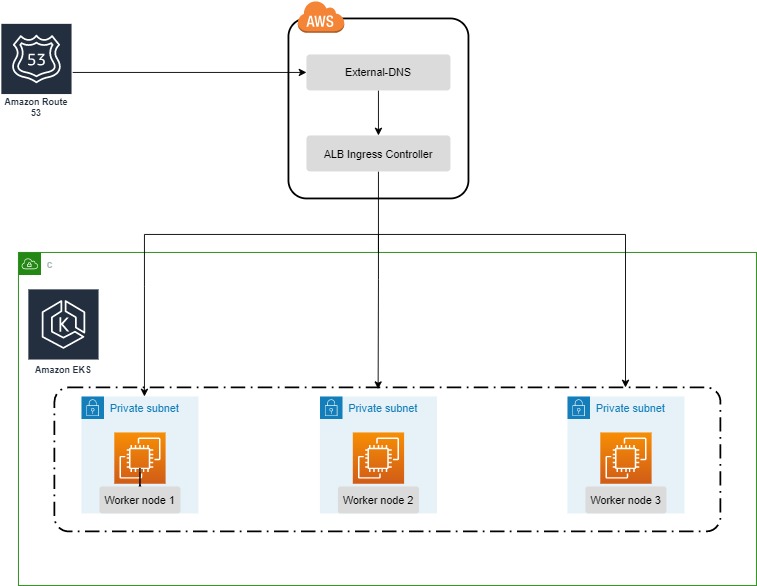 AWS
53
Amazon Route
53
External-DNS
ALB Ingress Controller
C
K
Amazon EKS
Private subnet
Private subnet
Private subnet
Worker node 1
Worker node 2
Worker node 3